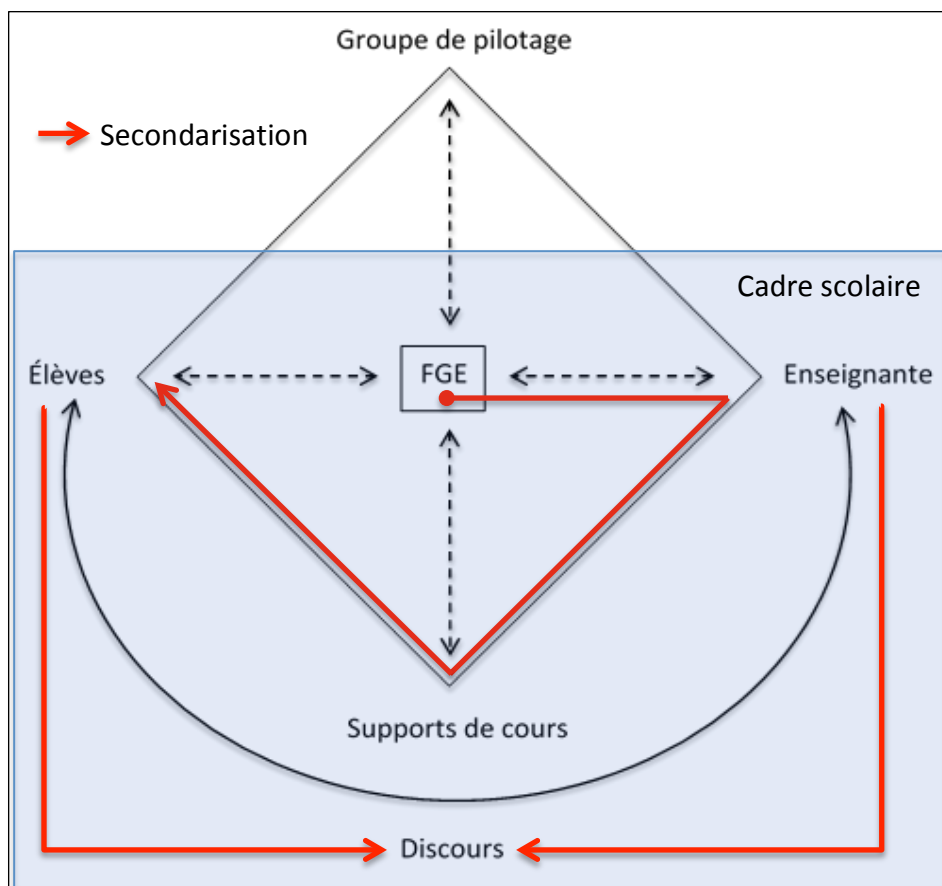 Groupe de pilotage
Secondarisation
Cadre scolaire
Élèves
FGE
Enseignante
Supports de cours
Discours